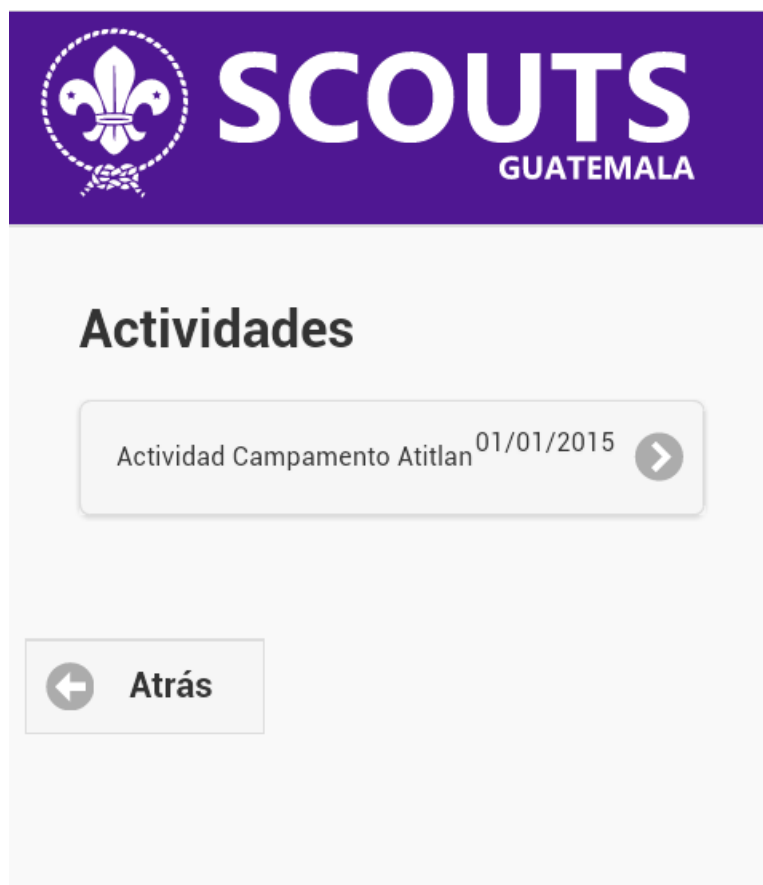 SCOUTS
GUATEMALA
Actividades
Actividad Campamento Atitlan 01/01/2015
Atrás